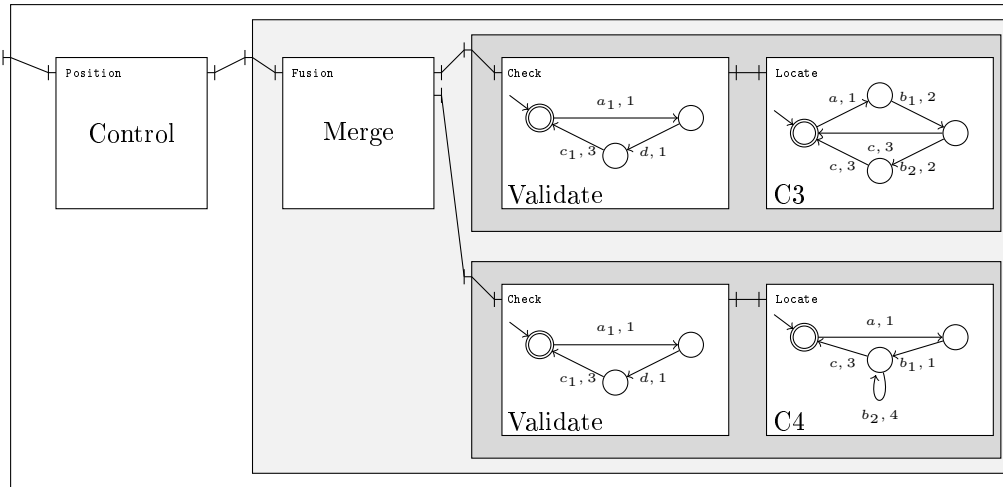 Position
Control
Fusion
Merge
Check
a₁, 1
c₁, 3
d, 1
Validate
Locate
a, 1
b₁, 2
c, 3
c, 3
b₂, 2
C3
Check
a₁, 1
c₁, 3
d, 1
Validate
Locate
a, 1
c, 3
b₁, 1
b₂, 4
C4